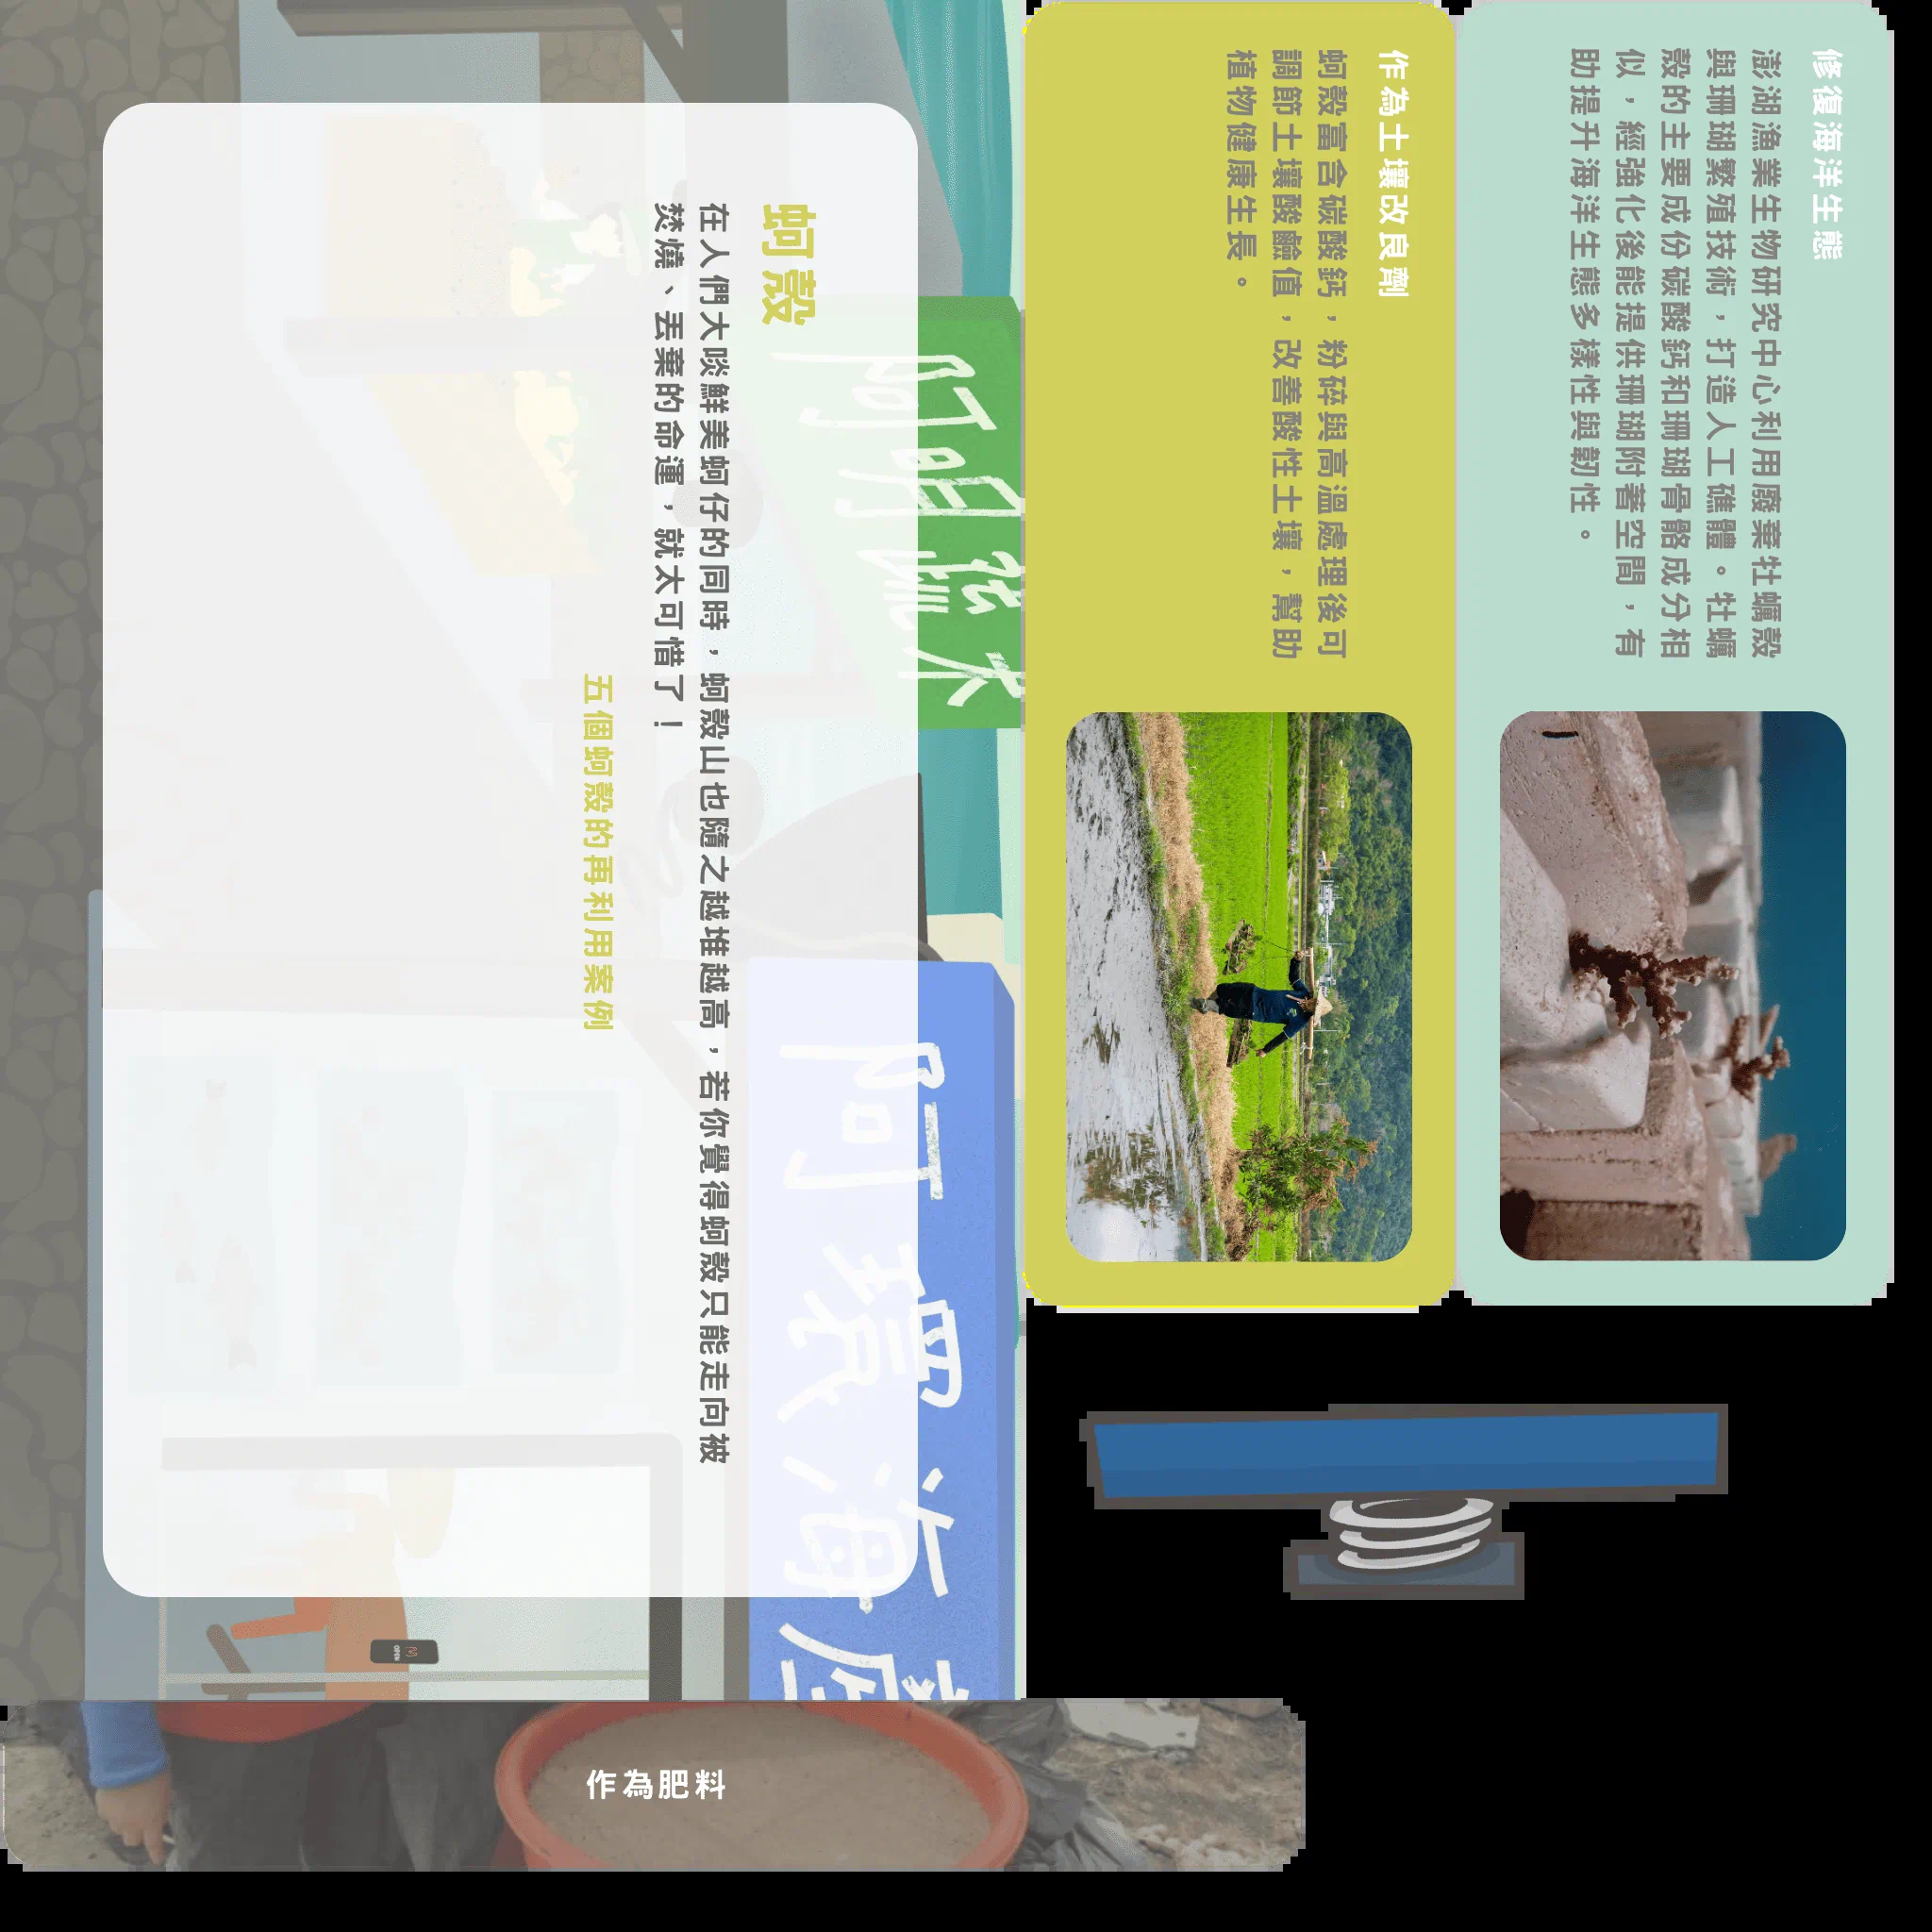 蚵殼
在人們大啖鮮美蚵仔的同時，蚵殼山也隨之越堆越高，若你覺得蚵殼只能走向被
焚燒、丟棄的命運，就太可惜了！
五個蚵殼的再利用案例
作為土壤改良劑
蚵殼富含碳酸鈣，粉碎與高溫處理後可
調節土壤酸鹼值，改善酸性土壤，幫助
植物健康生長。
修復海洋生態
澎湖漁業生物研究中心利用廢棄牡蠣殼
與珊瑚繁殖技術，打造人工礁體。牡蠣
殼的主要成份碳酸鈣和珊瑚骨骼成分相
似，經強化後能提供珊瑚附著空間，有
助提升海洋生態多樣性與韌性。
阿明
阿環海產
OPEN
作為肥料